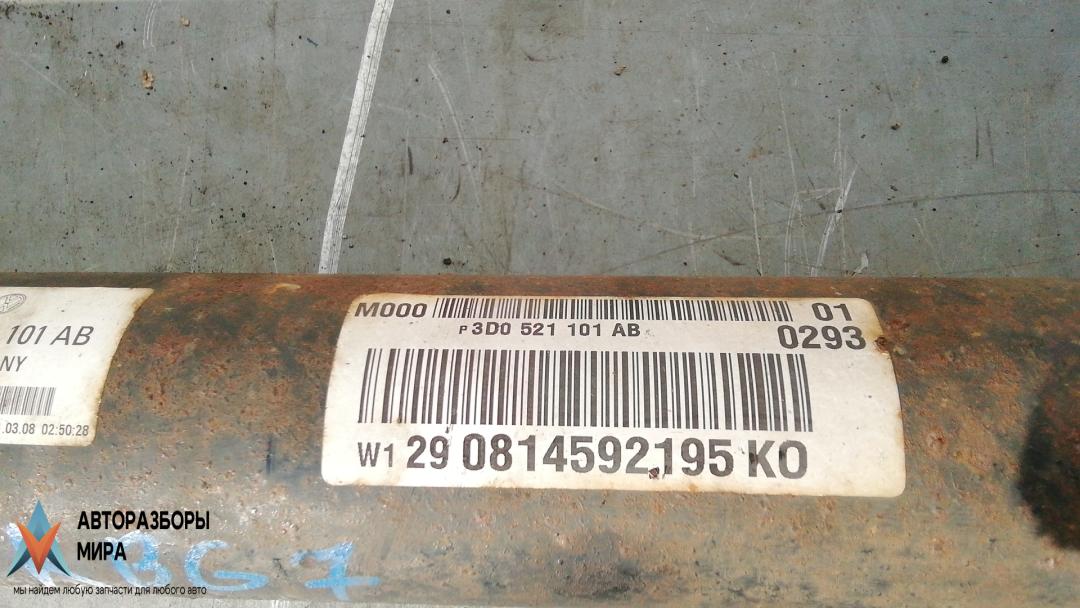 101 AB
NY
.03.08 02:50:28
M000
01
P 3D0 521 101 AB
0293
W1 29 0814592195 KO
АВТОРАЗБОРЫ
МИРА
мы найдем любую запчасти для любого авто